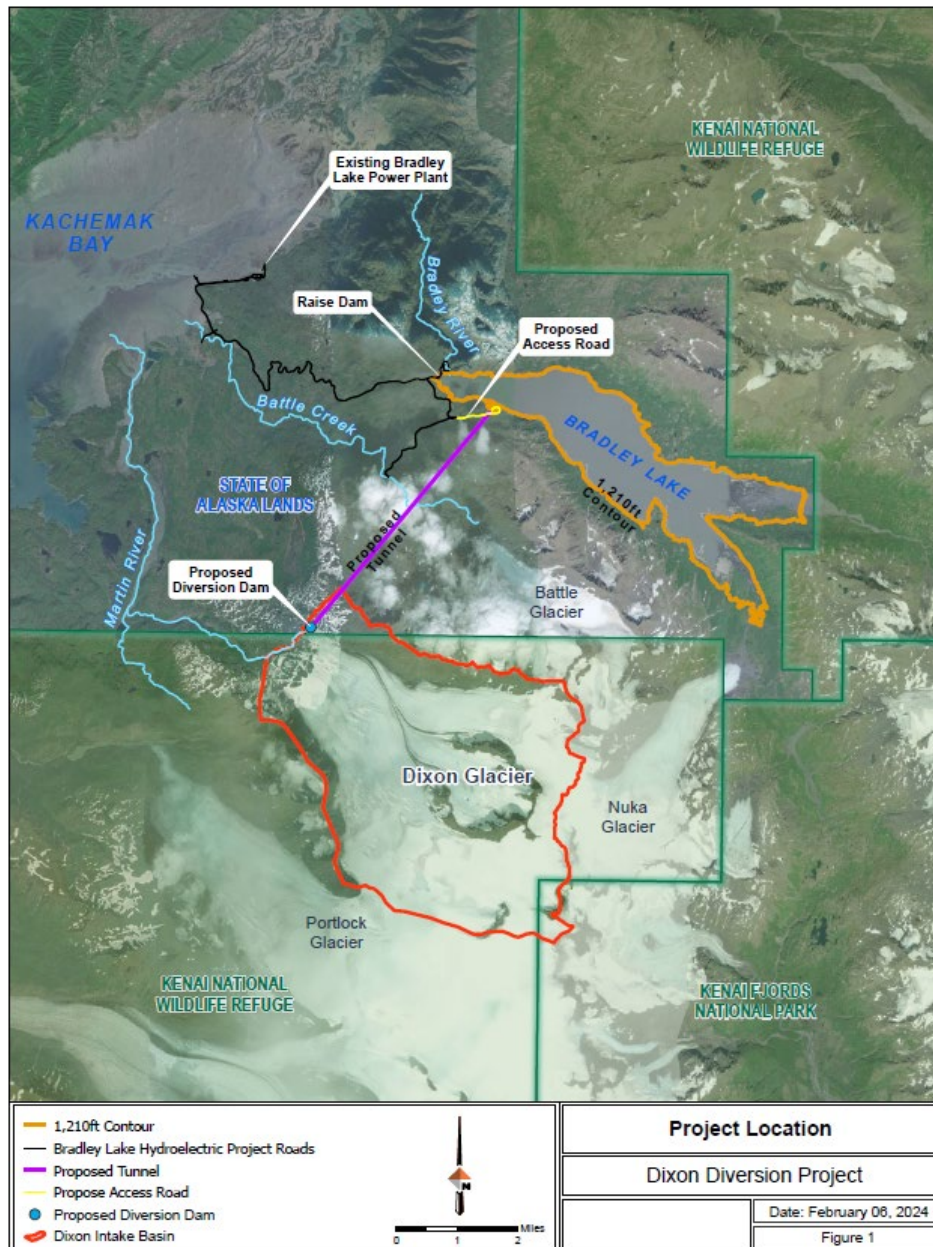 KENAI NATIONAL
WILDLIFE REFUGE
Existing Bradley
Lake Power Plant
KACHEMAK
BAY
Bradley River
Raise Dam
Proposed
Access Road
Battle Creek
BRADLEY LAKE
1,210ft
Contour
STATE OF
ALASKA LANDS
Proposed
Tunnel
Martin River
Proposed
Diversion Dam
Battle
Glacier
Dixon Glacier
Nuka
Glacier
Portlock
Glacier
KENAI NATIONAL
WILDLIFE REFUGE
KENAI FJORDS
NATIONAL PARK
1,210ft Contour
Bradley Lake Hydroelectric Project Roads
Proposed Tunnel
Propose Access Road
Proposed Diversion Dam
Dixon Intake Basin
N
Miles
0 1 2
Project Location
Dixon Diversion Project
Date: February 06, 2024
Figure 1